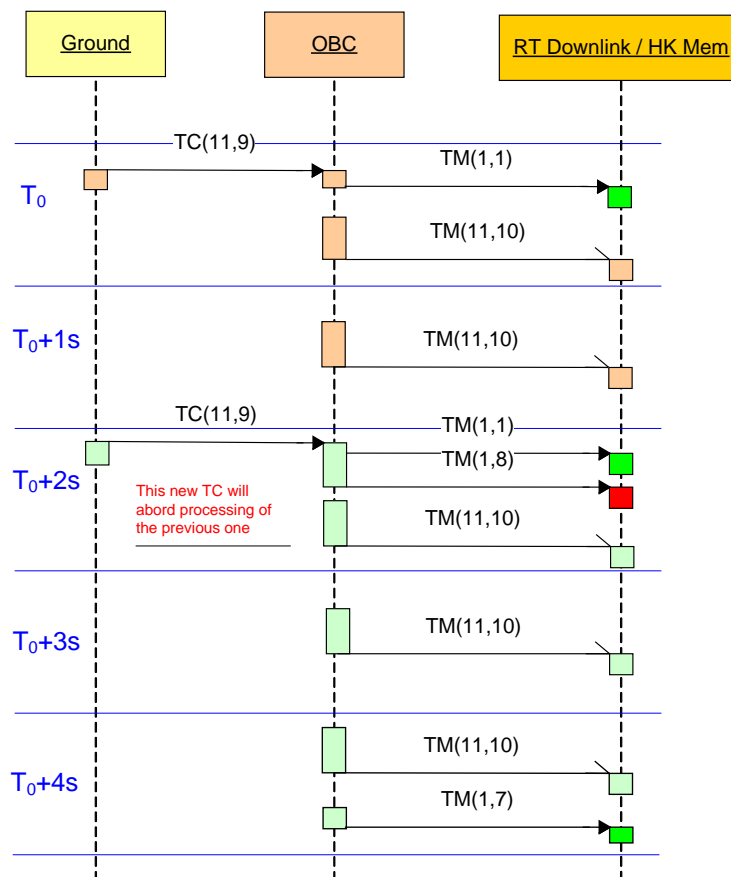 Ground
OBC
RT Downlink / HK Mem
TC(11,9)
TM(1,1)
T₀
TM(11,10)
T₀+1s
TM(11,10)
TC(11,9)
TM(1,1)
TM(1,8)
T₀+2s
This new TC will
abord processing of
the previous one
TM(11,10)
T₀+3s
TM(11,10)
TM(11,10)
T₀+4s
TM(1,7)